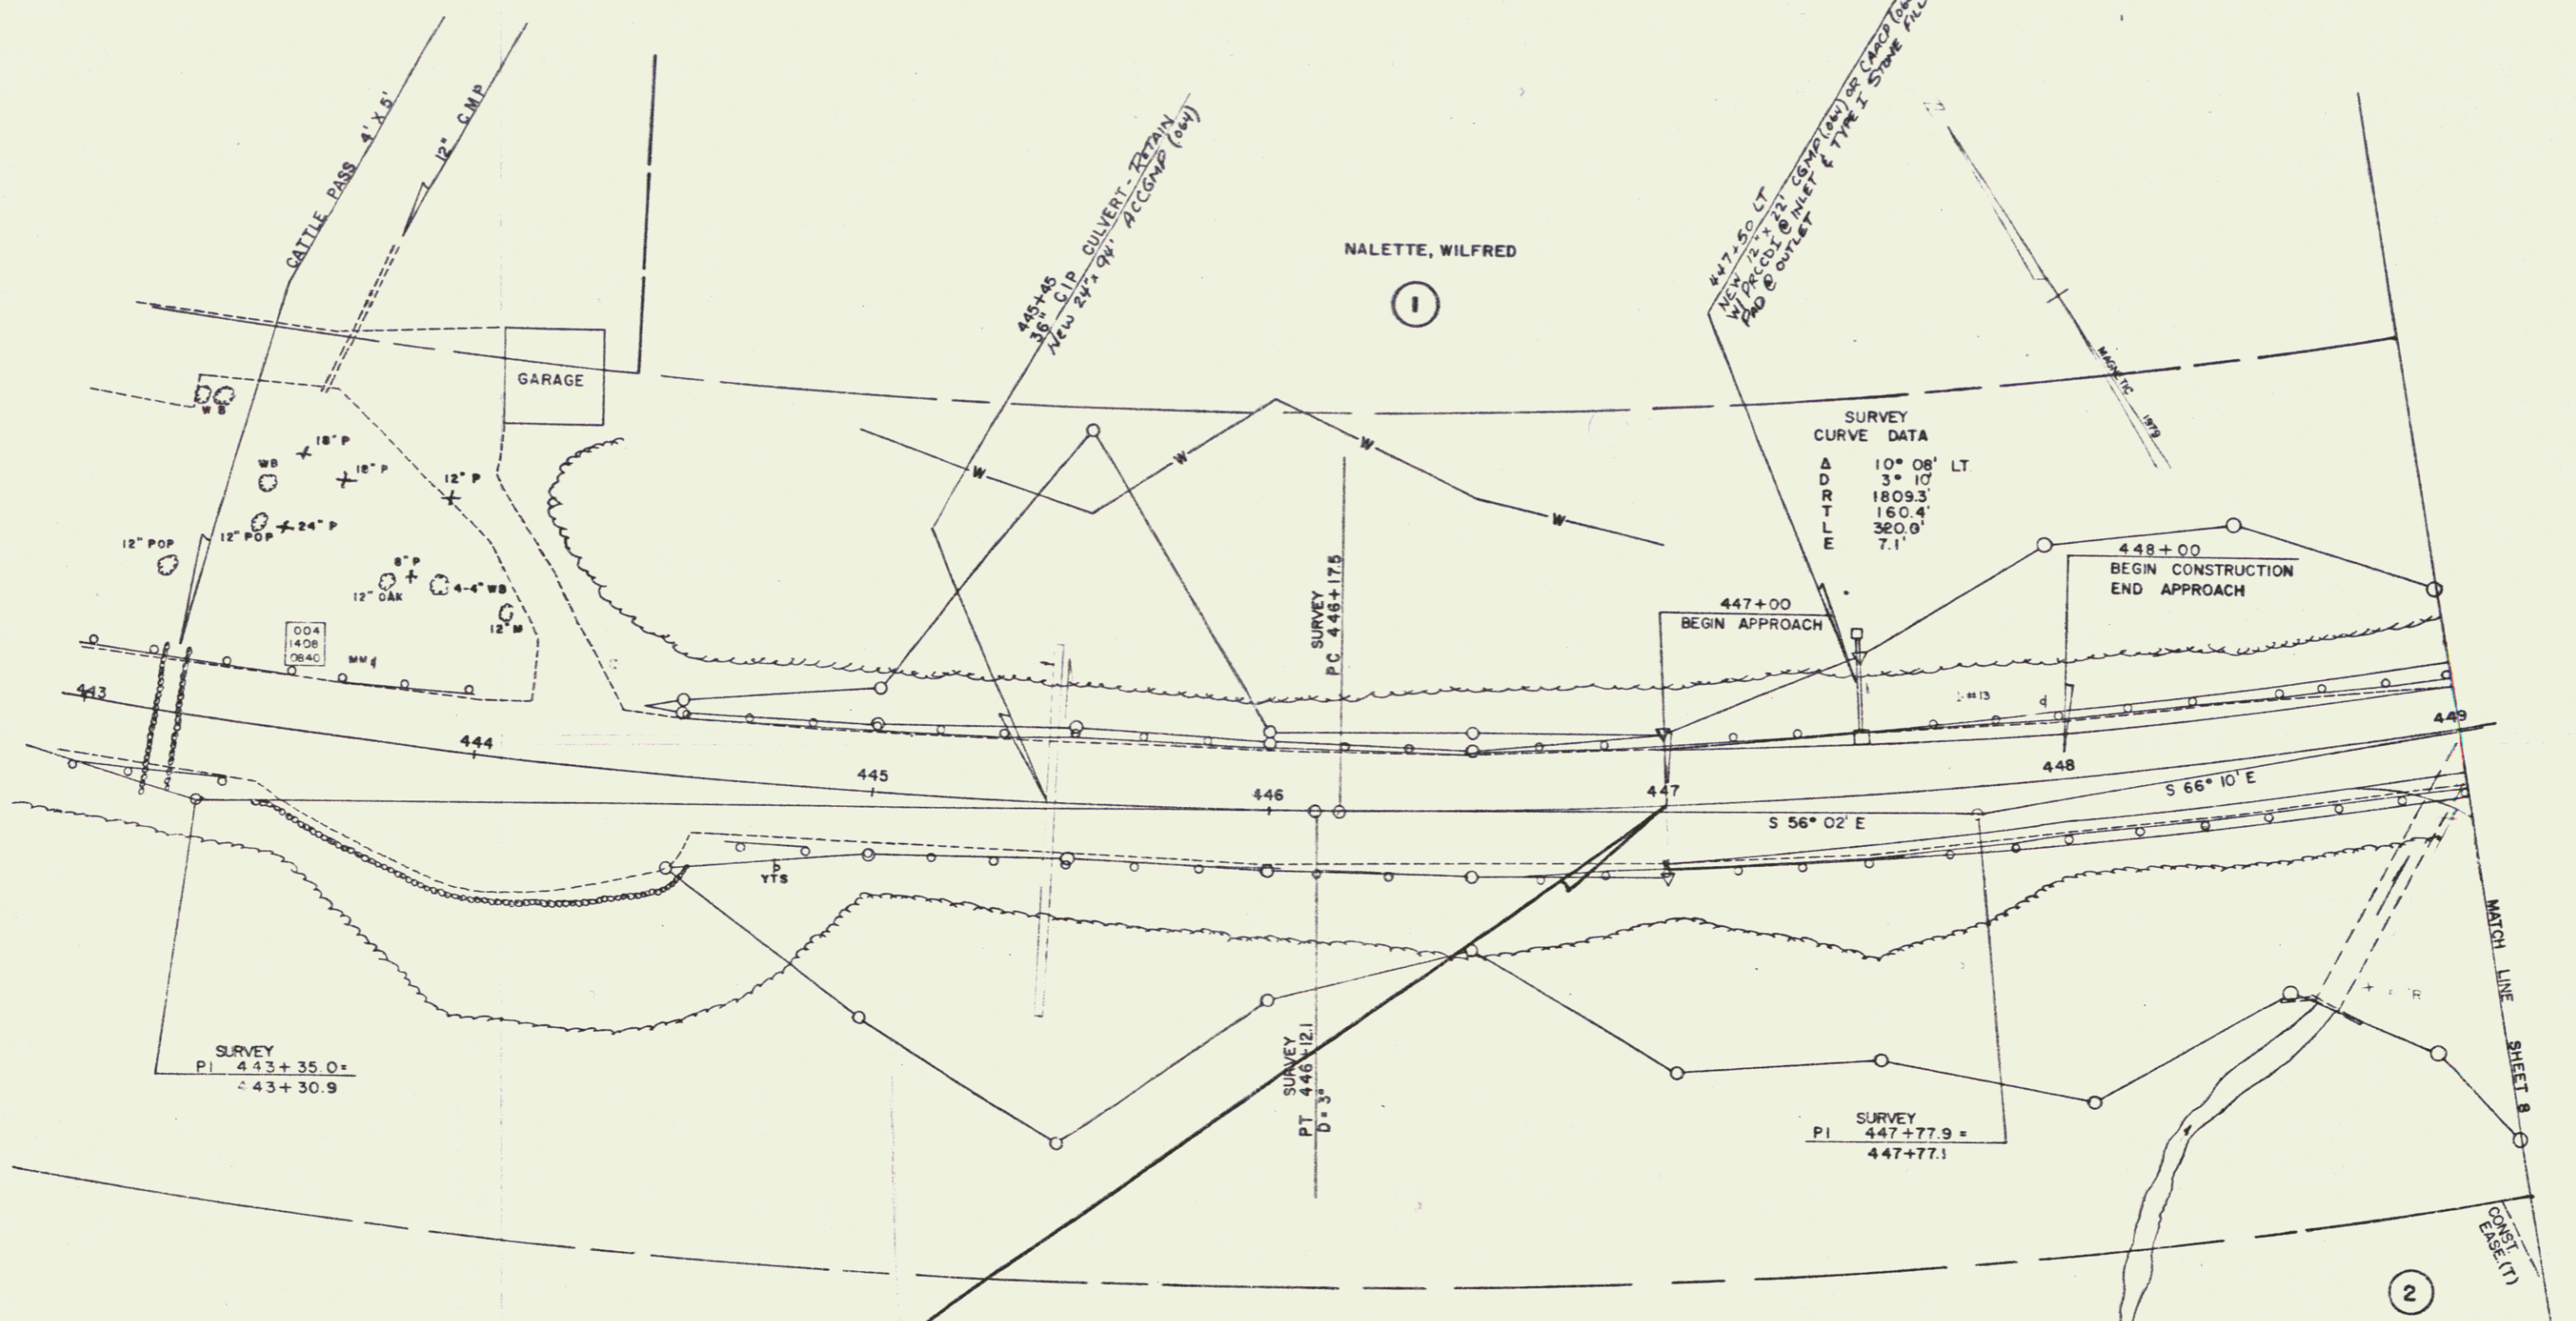 CATTLE PASS 4' X 5'
12" CMP
445+45
36" CIP CULVERT - RETAIN
NEW 24" x 94' ACCGMP (.064)
NALETTE, WILFRED
1
447+50 LT
NEW 12" x 22' CGMP (.064) OR CAACP
W/ PRCCDI @ INLET & TYPE I STONE FILL
PAD @ OUTLET
MAGNETIC 1979
GARAGE
WB
18" P
18" P
WB
12" P
12" POP
24" P
12" POP
8" P
12" OAK
4-4" WB
12" M
004
1408
0840
MM
SURVEY
CURVE DATA
Δ 10° 08' LT.
D 3° 10'
R 1809.3'
T 160.4'
L 320.0'
E 7.1'
SURVEY
PC 446+17.5
447+00
BEGIN APPROACH
448+00
BEGIN CONSTRUCTION
END APPROACH
443
444
445
446
447
448
449
S 56° 02' E
S 66° 10' E
YTS
SURVEY
PI 443+35.0=
443+30.9
SURVEY
PT 446+12.1
D = 3°
SURVEY
PI 447+77.9 =
447+77.1
MATCH LINE SHEET 8
CONST.
EASE.(T)
2